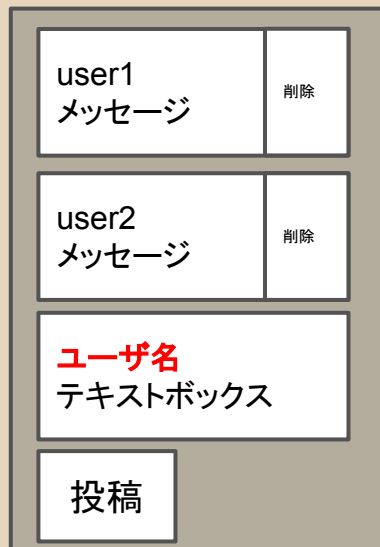 user1
メッセージ
削除
user2
メッセージ
削除
ユーザ名
テキストボックス
投稿